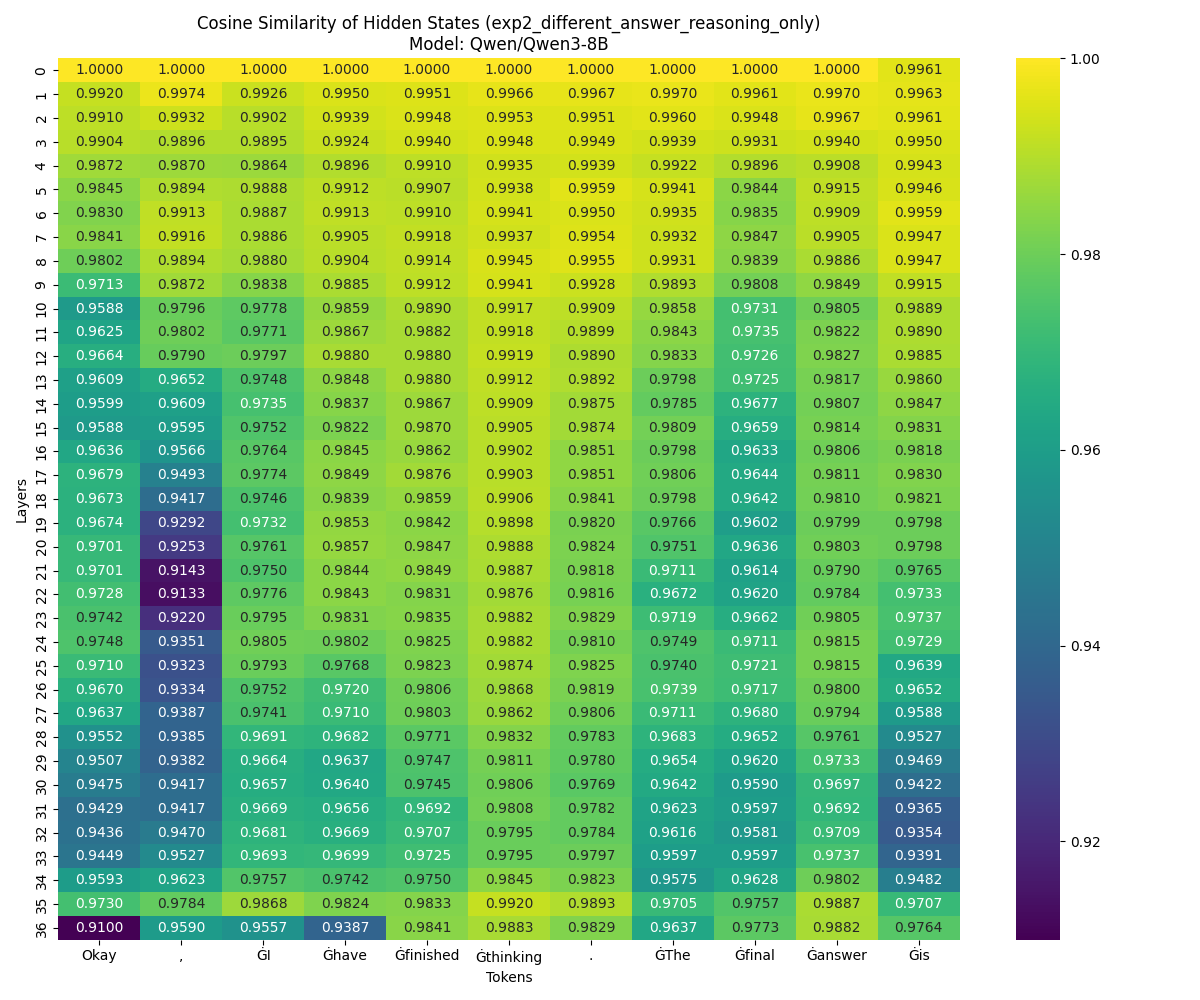 Cosine Similarity of Hidden States (exp2_different_answer_reasoning_only)
Model: Qwen/Qwen3-8B
0 1.0000 1.0000 1.0000 1.0000 1.0000 1.0000 1.0000 1.0000 1.0000 1.0000 0.9961
1 0.9920 0.9974 0.9926 0.9950 0.9951 0.9966 0.9967 0.9970 0.9961 0.9970 0.9963
2 0.9910 0.9932 0.9902 0.9939 0.9948 0.9953 0.9951 0.9960 0.9948 0.9967 0.9961
3 0.9904 0.9896 0.9895 0.9924 0.9940 0.9948 0.9949 0.9939 0.9931 0.9940 0.9950
4 0.9872 0.9870 0.9864 0.9896 0.9910 0.9935 0.9939 0.9922 0.9896 0.9908 0.9943
5 0.9845 0.9894 0.9888 0.9912 0.9907 0.9938 0.9959 0.9941 0.9844 0.9915 0.9946
6 0.9830 0.9913 0.9887 0.9913 0.9910 0.9941 0.9950 0.9935 0.9835 0.9909 0.9959
7 0.9841 0.9916 0.9886 0.9905 0.9918 0.9937 0.9954 0.9932 0.9847 0.9905 0.9947
8 0.9802 0.9894 0.9880 0.9904 0.9914 0.9945 0.9955 0.9931 0.9839 0.9886 0.9947
9 0.9713 0.9872 0.9838 0.9885 0.9912 0.9941 0.9928 0.9893 0.9808 0.9849 0.9915
10 0.9588 0.9796 0.9778 0.9859 0.9890 0.9917 0.9909 0.9858 0.9731 0.9805 0.9889
11 0.9625 0.9802 0.9771 0.9867 0.9882 0.9918 0.9899 0.9843 0.9735 0.9822 0.9890
12 0.9664 0.9790 0.9797 0.9880 0.9880 0.9919 0.9890 0.9833 0.9726 0.9827 0.9885
13 0.9609 0.9652 0.9748 0.9848 0.9880 0.9912 0.9892 0.9798 0.9725 0.9817 0.9860
14 0.9599 0.9609 0.9735 0.9837 0.9867 0.9909 0.9875 0.9785 0.9677 0.9807 0.9847
15 0.9588 0.9595 0.9752 0.9822 0.9870 0.9905 0.9874 0.9809 0.9659 0.9814 0.9831
16 0.9636 0.9566 0.9764 0.9845 0.9862 0.9902 0.9851 0.9798 0.9633 0.9806 0.9818
17 0.9679 0.9493 0.9774 0.9849 0.9876 0.9903 0.9851 0.9806 0.9644 0.9811 0.9830
18 0.9673 0.9417 0.9746 0.9839 0.9859 0.9906 0.9841 0.9798 0.9642 0.9810 0.9821
19 0.9674 0.9292 0.9732 0.9853 0.9842 0.9898 0.9820 0.9766 0.9602 0.9799 0.9798
20 0.9701 0.9253 0.9761 0.9857 0.9847 0.9888 0.9824 0.9751 0.9636 0.9803 0.9798
21 0.9701 0.9143 0.9750 0.9844 0.9849 0.9887 0.9818 0.9711 0.9614 0.9790 0.9765
22 0.9728 0.9133 0.9776 0.9843 0.9831 0.9876 0.9816 0.9672 0.9620 0.9784 0.9733
23 0.9742 0.9220 0.9795 0.9831 0.9835 0.9882 0.9829 0.9719 0.9662 0.9805 0.9737
24 0.9748 0.9351 0.9805 0.9802 0.9825 0.9882 0.9810 0.9749 0.9711 0.9815 0.9729
25 0.9710 0.9323 0.9793 0.9768 0.9823 0.9874 0.9825 0.9740 0.9721 0.9815 0.9639
26 0.9670 0.9334 0.9752 0.9720 0.9806 0.9868 0.9819 0.9739 0.9717 0.9800 0.9652
27 0.9637 0.9387 0.9741 0.9710 0.9803 0.9862 0.9806 0.9711 0.9680 0.9794 0.9588
28 0.9552 0.9385 0.9691 0.9682 0.9771 0.9832 0.9783 0.9683 0.9652 0.9761 0.9527
29 0.9507 0.9382 0.9664 0.9637 0.9747 0.9811 0.9780 0.9654 0.9620 0.9733 0.9469
30 0.9475 0.9417 0.9657 0.9640 0.9745 0.9806 0.9769 0.9642 0.9590 0.9697 0.9422
31 0.9429 0.9417 0.9669 0.9656 0.9692 0.9808 0.9782 0.9623 0.9597 0.9692 0.9365
32 0.9436 0.9470 0.9681 0.9669 0.9707 0.9795 0.9784 0.9616 0.9581 0.9709 0.9354
33 0.9449 0.9527 0.9693 0.9699 0.9725 0.9795 0.9797 0.9597 0.9597 0.9737 0.9391
34 0.9593 0.9623 0.9757 0.9742 0.9750 0.9845 0.9823 0.9575 0.9628 0.9802 0.9482
35 0.9730 0.9784 0.9868 0.9824 0.9833 0.9920 0.9893 0.9705 0.9757 0.9887 0.9707
36 0.9100 0.9590 0.9557 0.9387 0.9841 0.9883 0.9829 0.9637 0.9773 0.9882 0.9764
Okay , ĠI Ġhave Ġfinished Ġthinking . ĠThe Ġfinal Ġanswer Ġis
Tokens
Layers
1.00
0.98
0.96
0.94
0.92